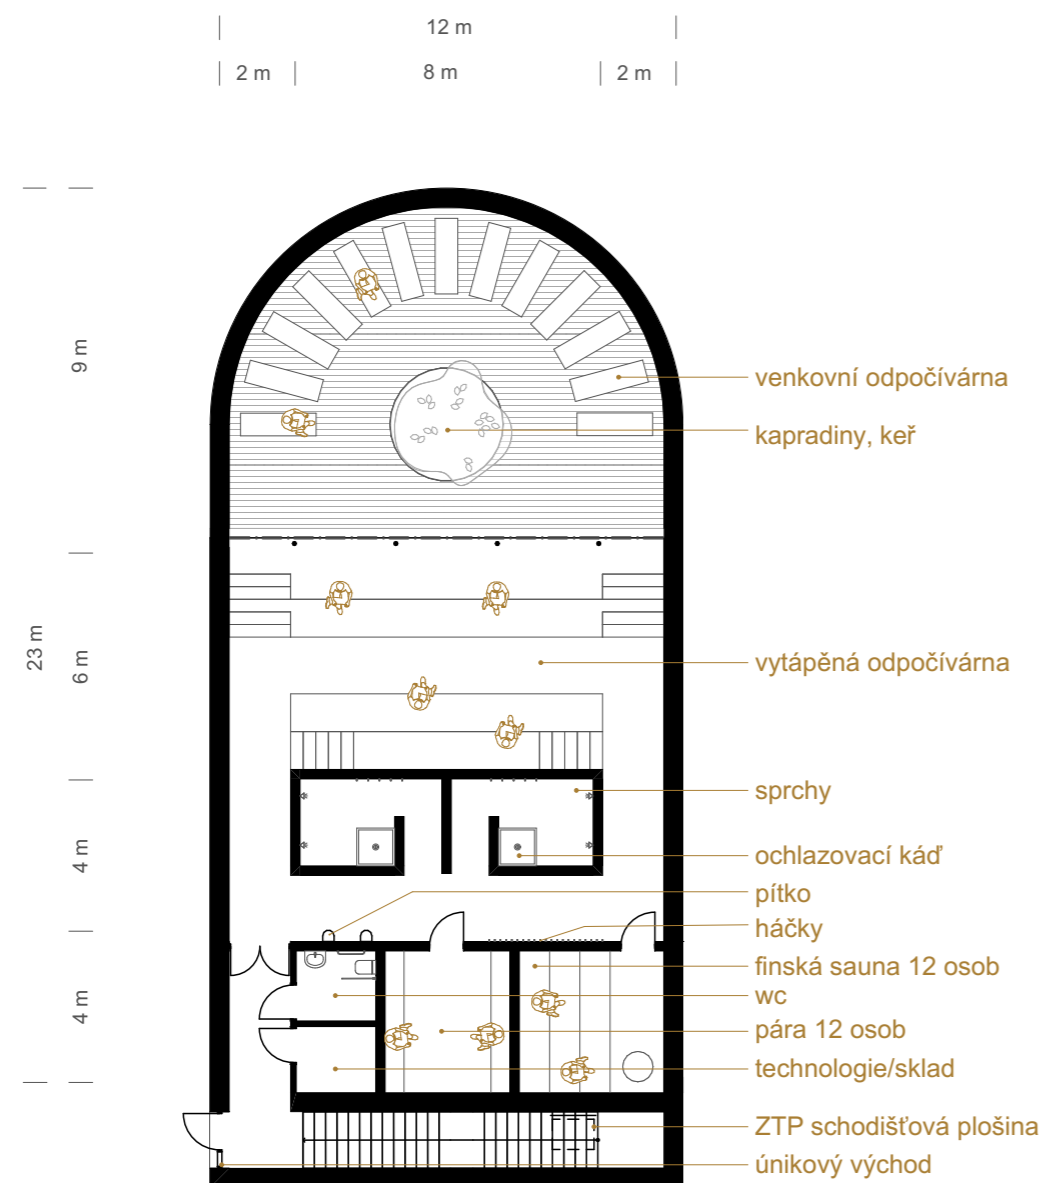 12 m
2 m 8 m 2 m
9 m
23 m
6 m
4 m
4 m
venkovní odpočívárna
kapradiny, keř
vytápěná odpočívárna
sprchy
ochlazovací káď
pítko
háčky
finská sauna 12 osob
wc
pára 12 osob
technologie/sklad
ZTP schodišťová plošina
únikový východ